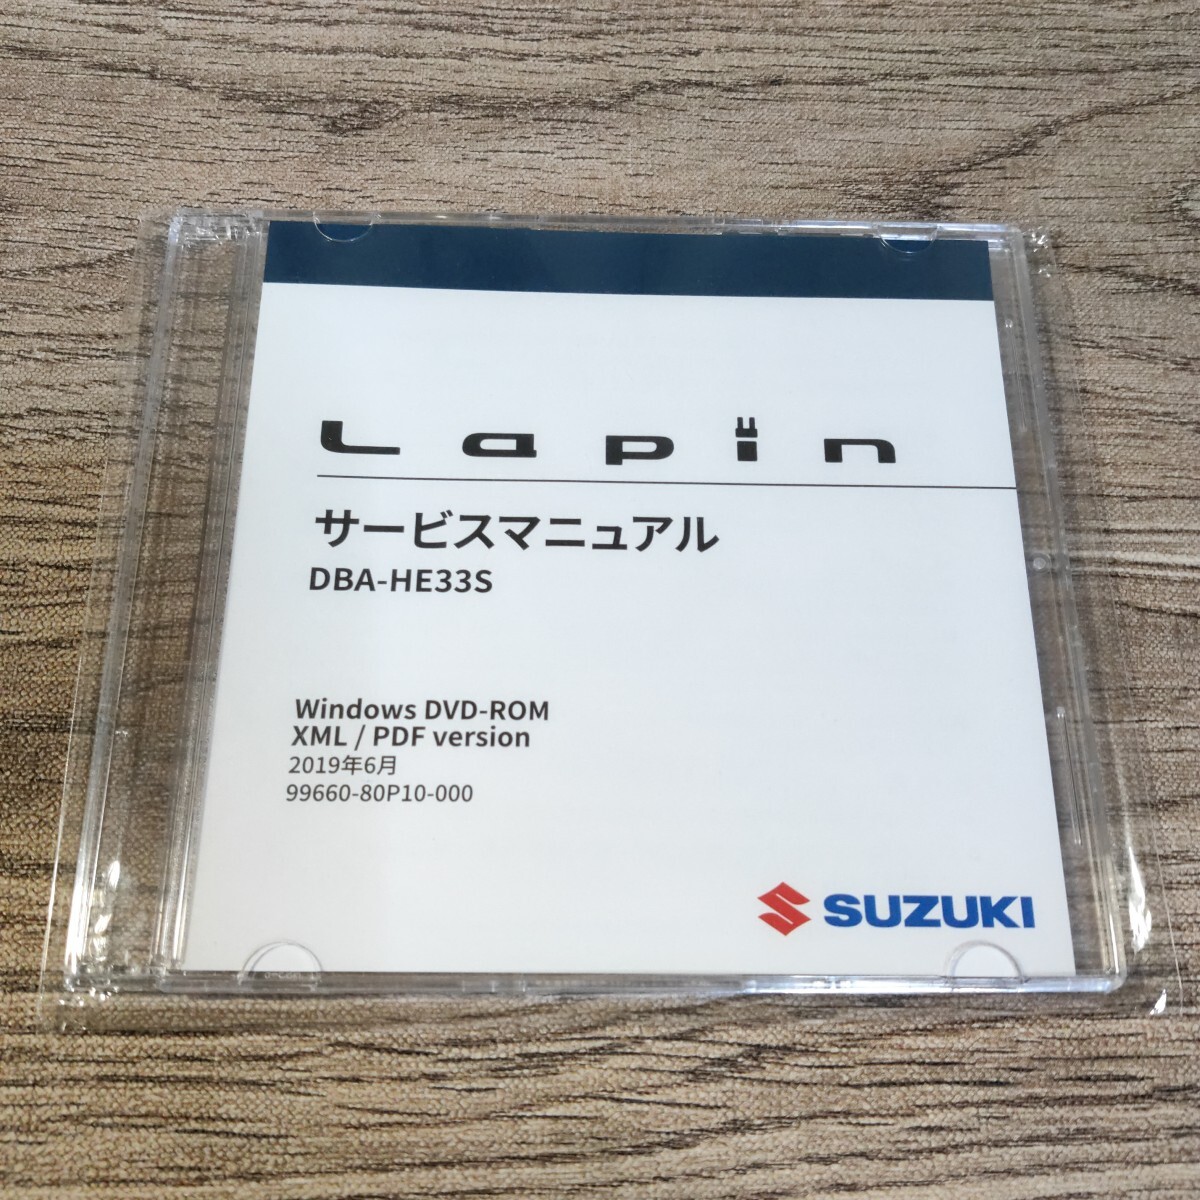 Lapin
サービスマニュアル
DBA-HE33S
Windows DVD-ROM
XML / PDF version
2019年6月
99660-80P10-000
SUZUKI